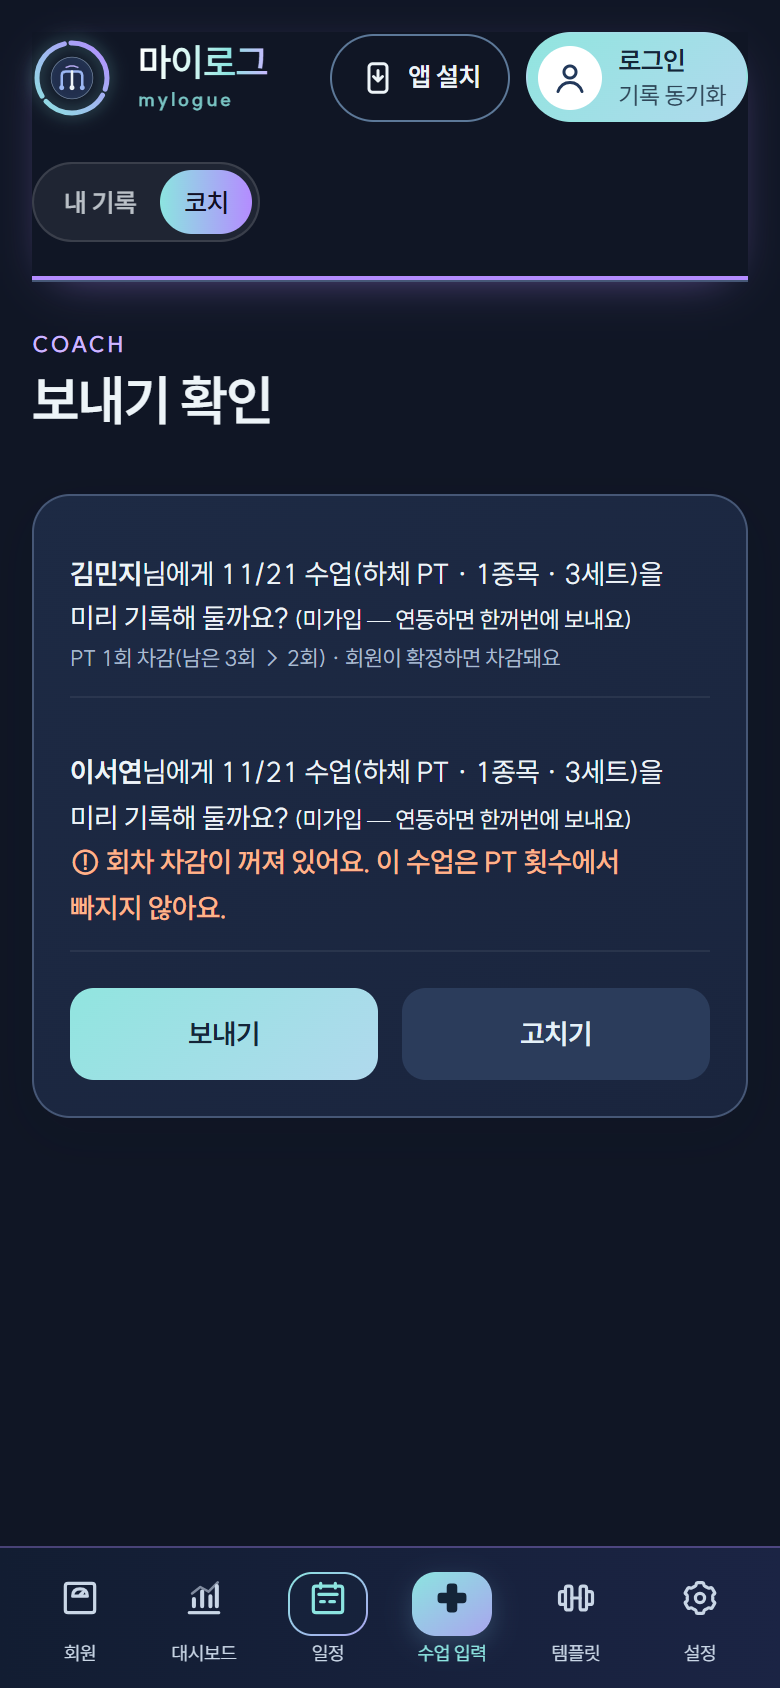 마이로그
mylogue
앱 설치
로그인
기록 동기화
내 기록
코치
COACH
보내기 확인
김민지님에게 11/21 수업(하체 PT · 1종목 · 3세트)을
미리 기록해 둘까요? (미가입 — 연동하면 한꺼번에 보내요)
PT 1회 차감(남은 3회 > 2회) · 회원이 확정하면 차감돼요
이서연님에게 11/21 수업(하체 PT · 1종목 · 3세트)을
미리 기록해 둘까요? (미가입 — 연동하면 한꺼번에 보내요)
회차 차감이 꺼져 있어요. 이 수업은 PT 횟수에서
빠지지 않아요.
보내기
고치기
회원
대시보드
일정
수업 입력
템플릿
설정